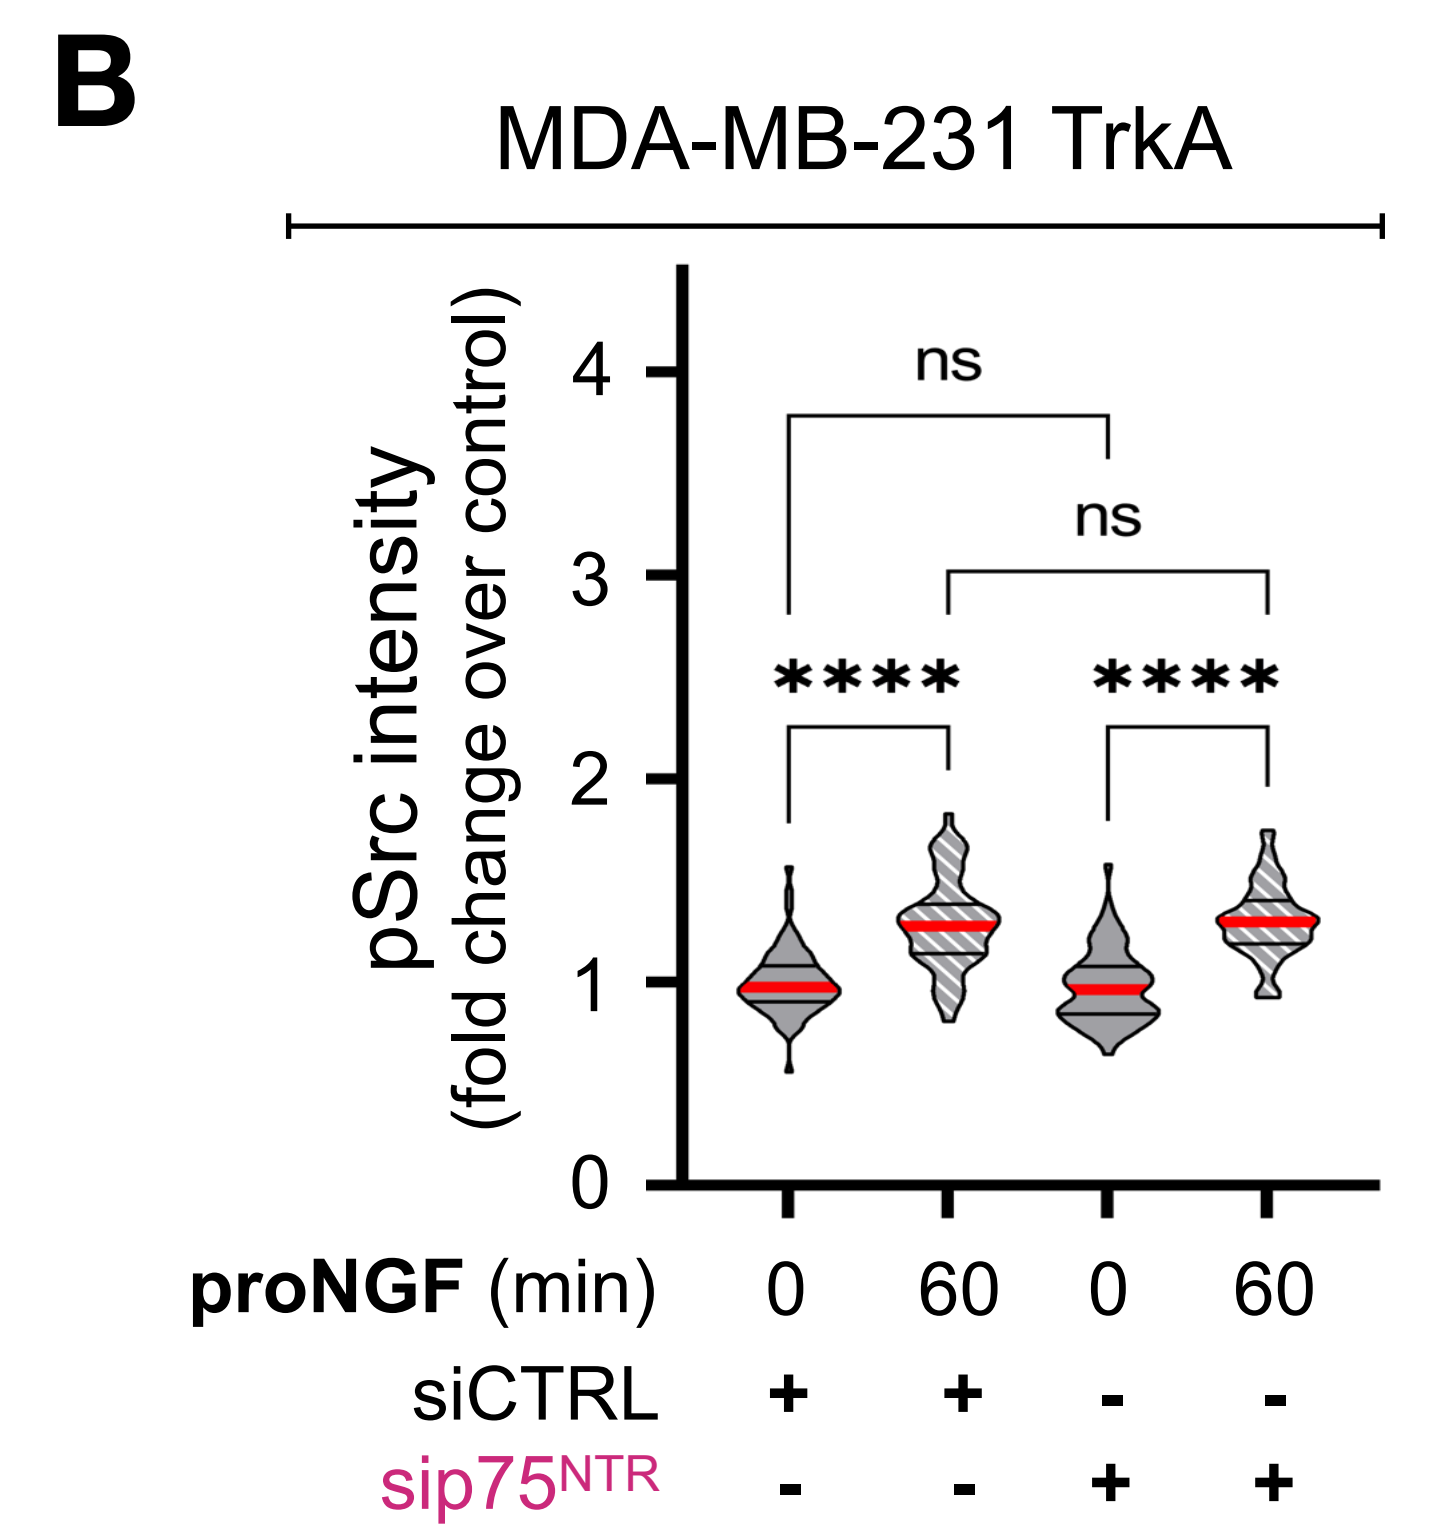 B
MDA-MB-231 TrkA
pSrc intensity
(fold change over control)
4
3
2
1
0
ns
ns
**** ****
proNGF (min) 0 60 0 60
siCTRL + + - -
sip75NTR - - + +